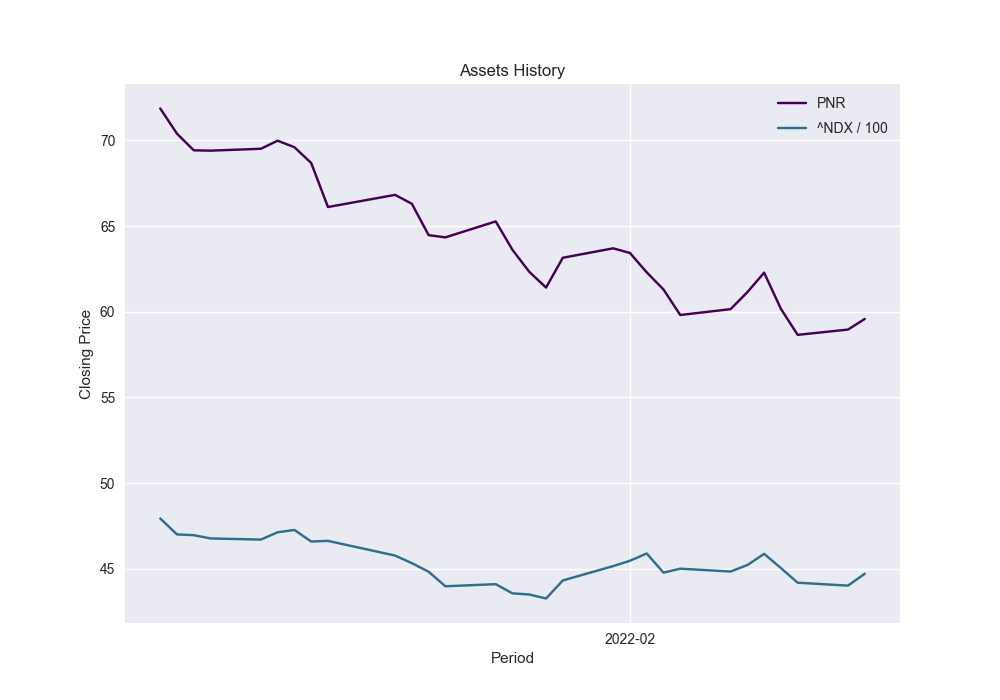 Assets History
PNR
^NDX / 100
70
65
60
55
50
45
Closing Price
2022-02
Period